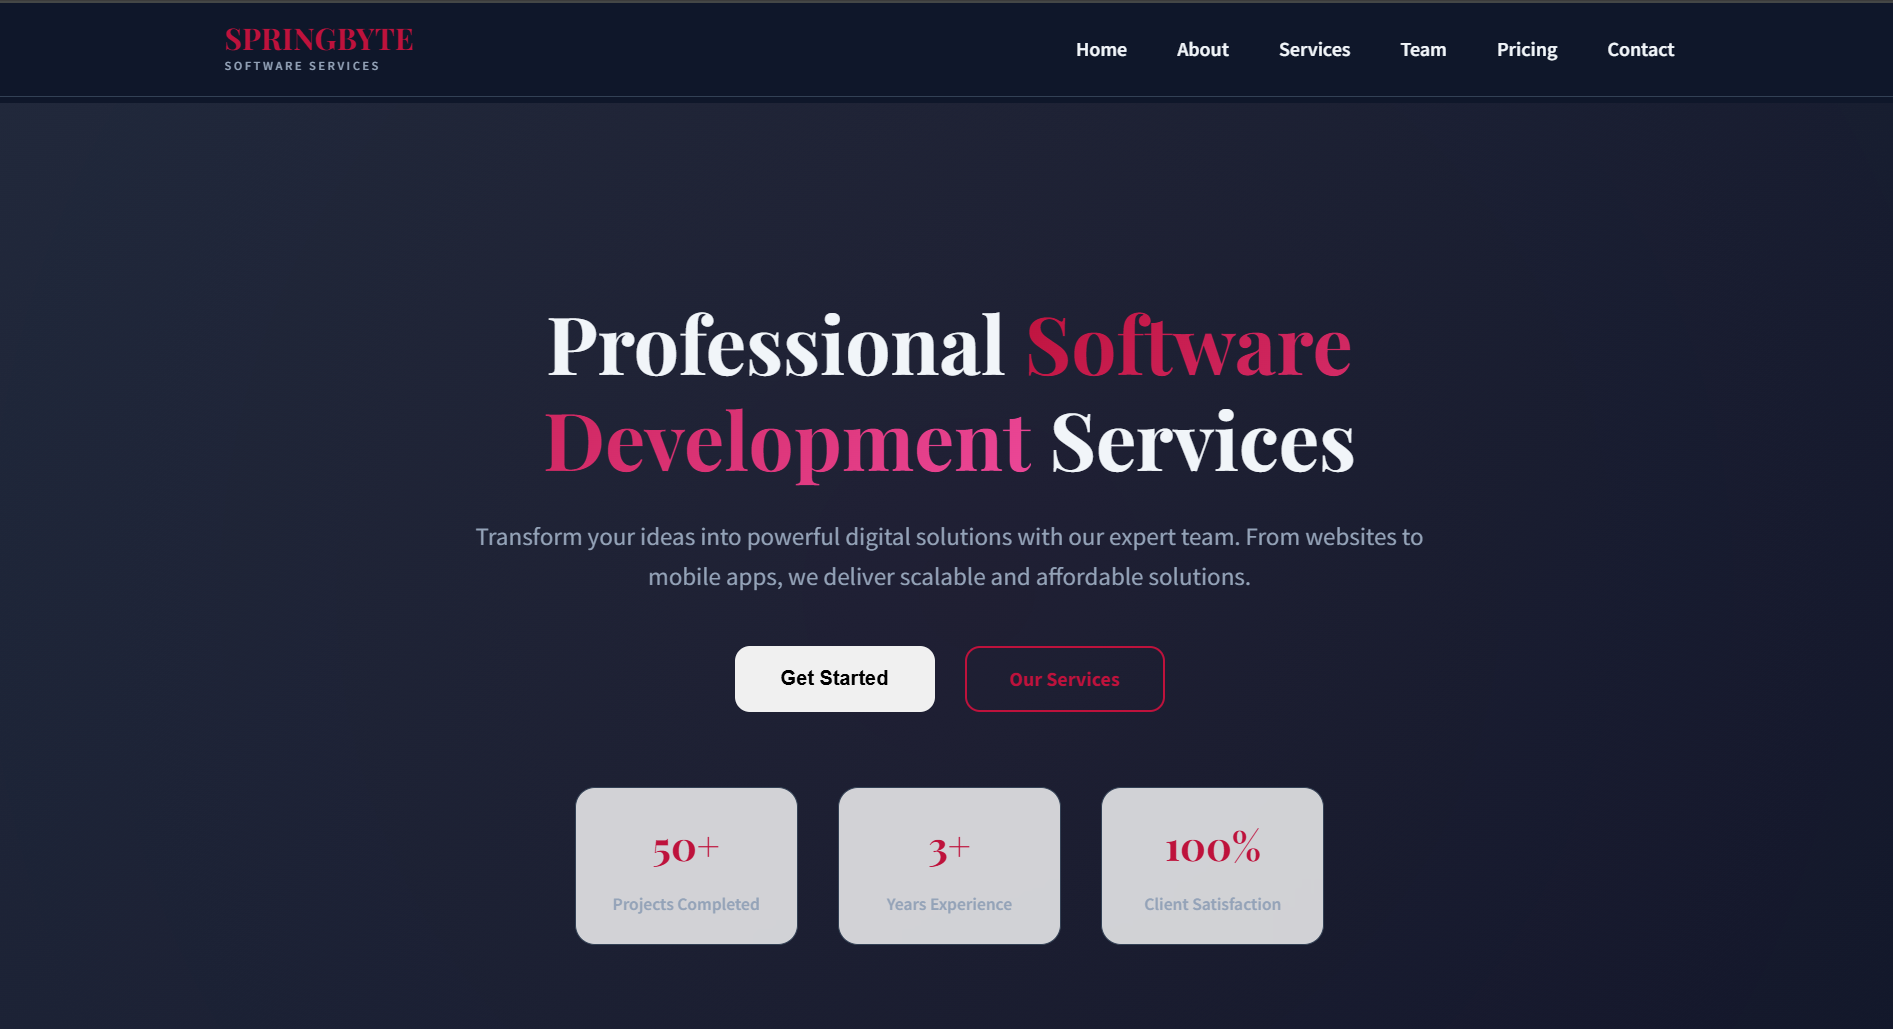 SPRINGBYTE
SOFTWARE SERVICES
Home About Services Team Pricing Contact
Professional Software
Development Services
Transform your ideas into powerful digital solutions with our expert team. From websites to
mobile apps, we deliver scalable and affordable solutions.
Get Started Our Services
50+ 3+ 100%
Projects Completed Years Experience Client Satisfaction